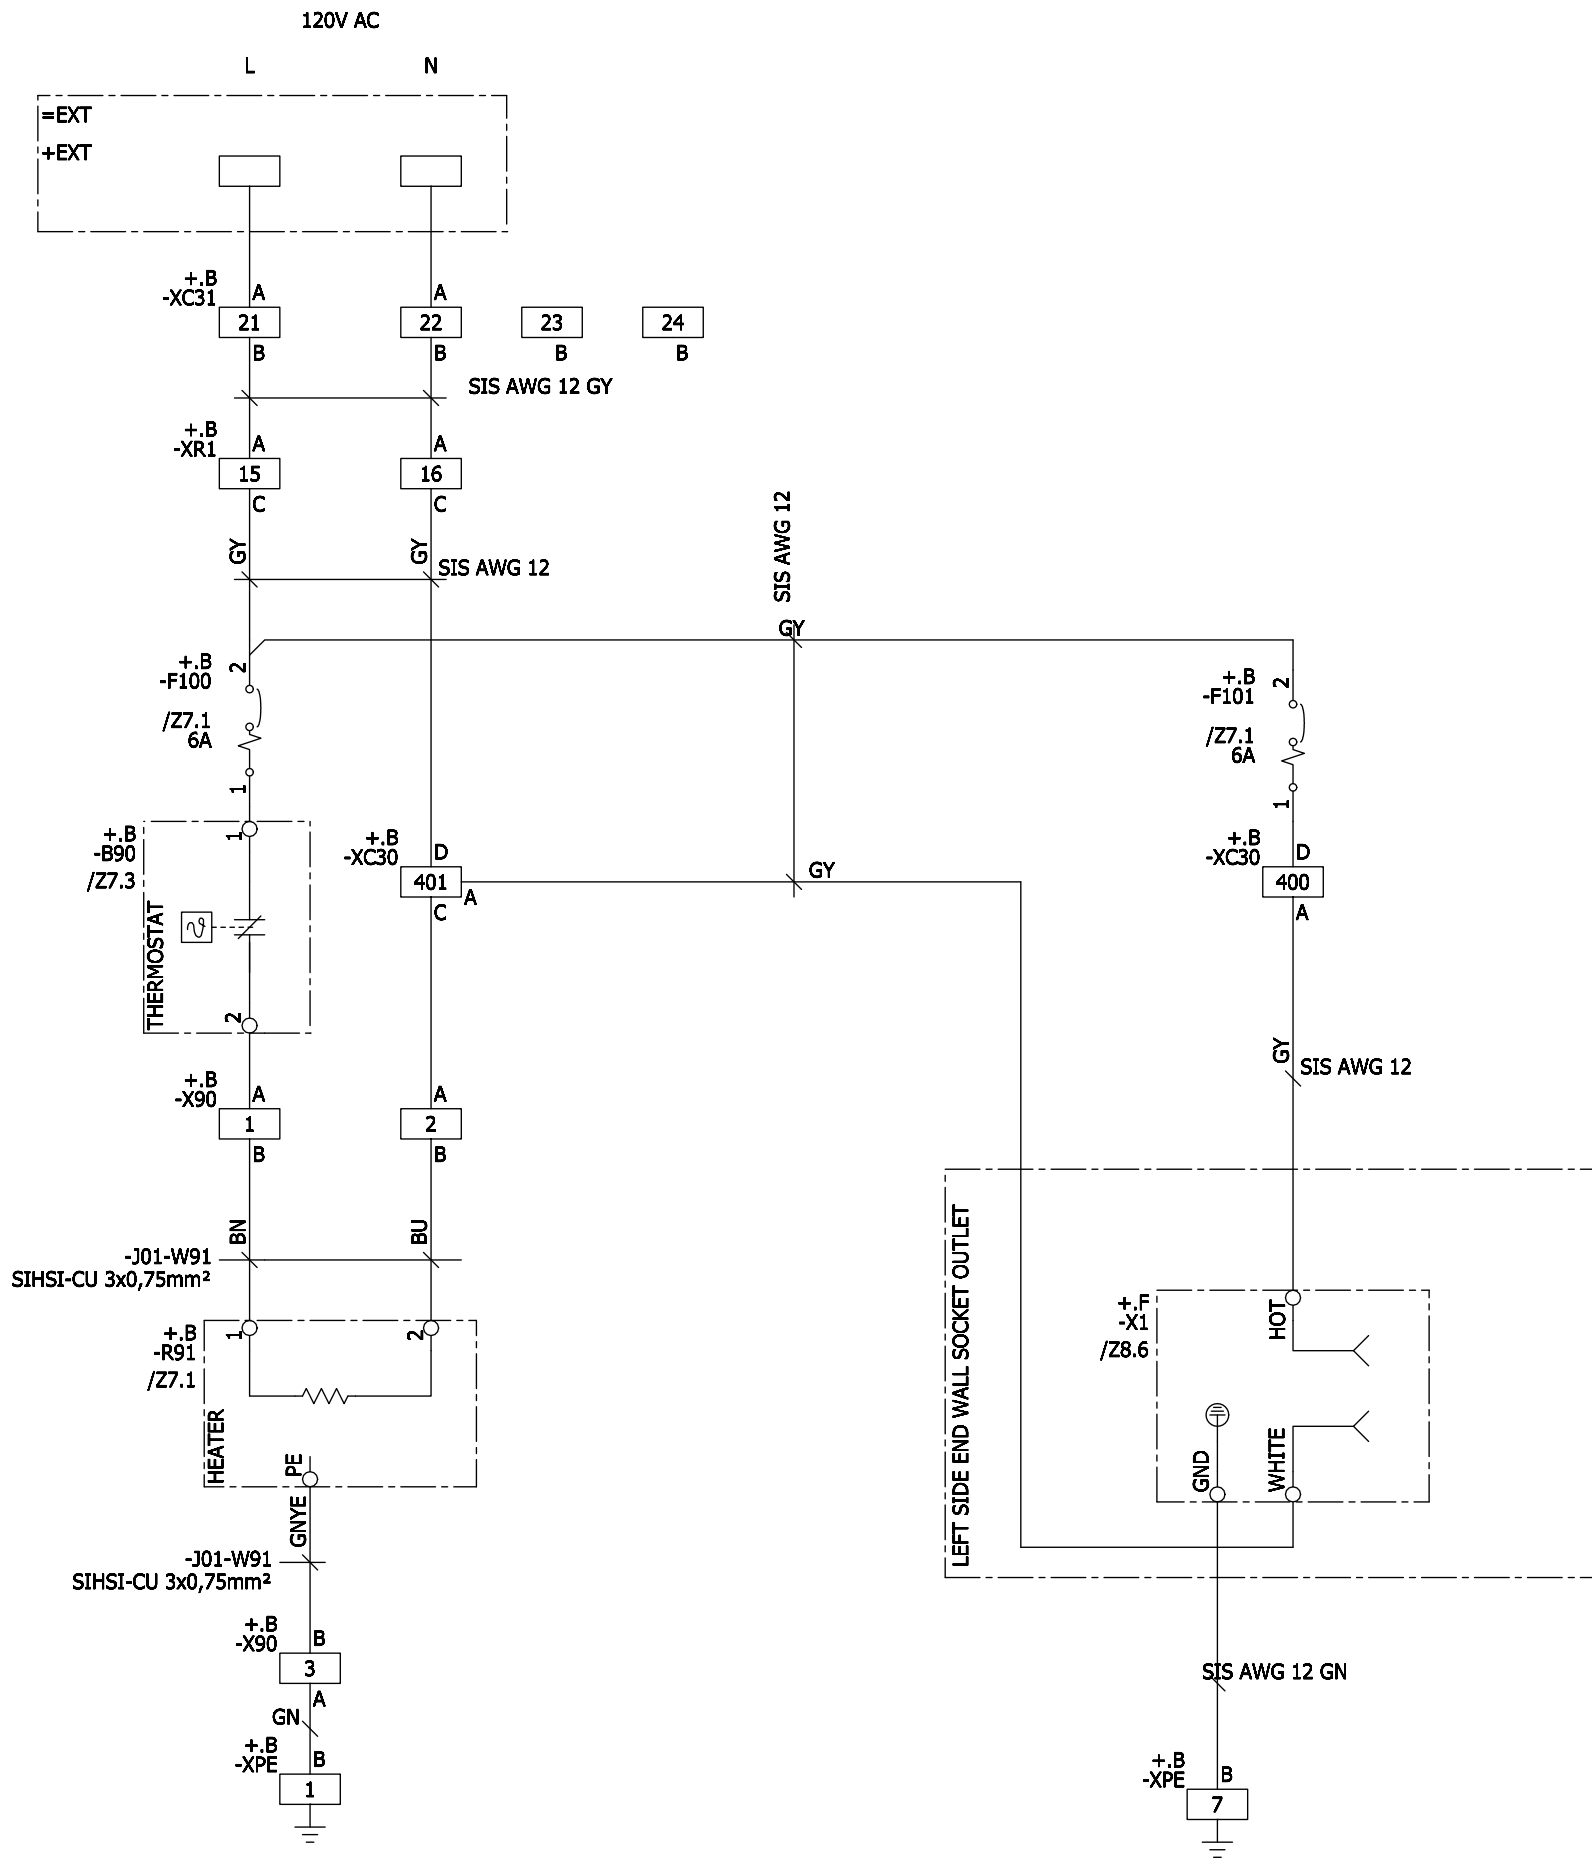 120V AC
L
N
=EXT
+EXT
+.B
-XC31
A
A
21
22
23
24
B
B
B
B
SIS AWG 12 GY
+.B
-XR1
A
A
15
16
C
C
GY
GY
SIS AWG 12
SIS AWG 12
GY
+.B
-F100
2
/Z7.1
6A
1
+.B
-F101
2
/Z7.1
6A
1
+.B
-B90
/Z7.3
1
ϑ
THERMOSTAT
2
+.B
-XC30
D
401
A
C
GY
+.B
-XC30
D
400
A
GY
SIS AWG 12
+.B
-X90
A
A
1
2
B
B
BN
BU
-J01-W91
SIHSI-CU 3x0,75mm²
+.B
-R91
/Z7.1
1
2
HEATER
PE
GNYE
-J01-W91
SIHSI-CU 3x0,75mm²
+.B
-X90
B
3
A
GN
+.B
-XPE
B
1
LEFT SIDE END WALL SOCKET OUTLET
+.F
-X1
/Z8.6
HOT
GND
WHITE
SIS AWG 12 GN
+.B
-XPE
B
7